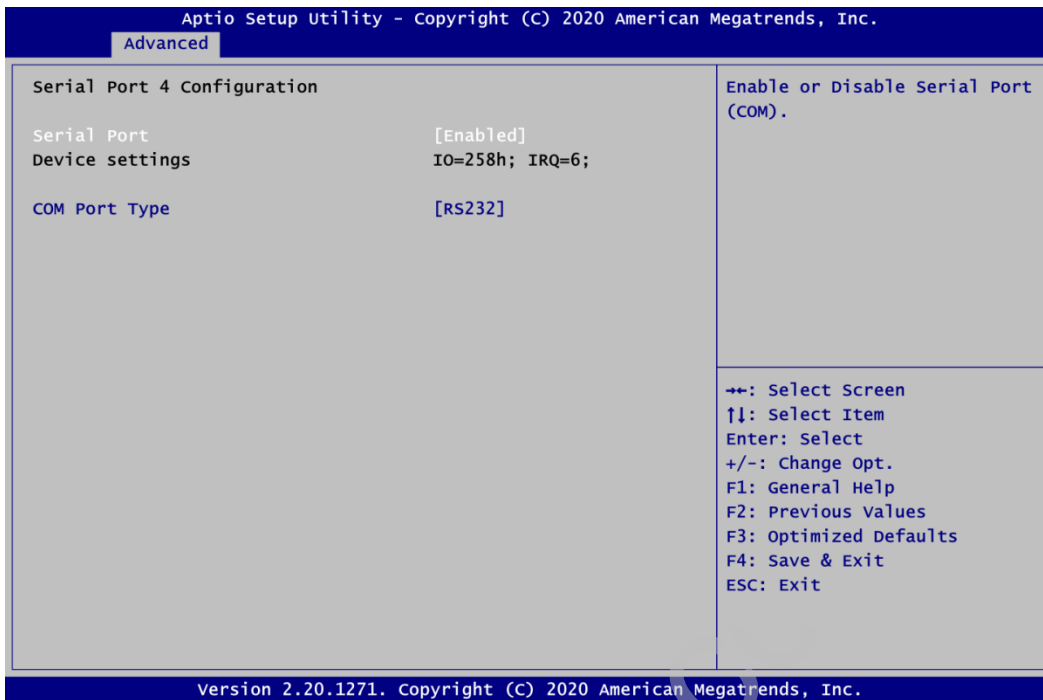 Aptio Setup Utility - Copyright (C) 2020 American Megatrends, Inc.
Advanced
Serial Port 4 Configuration
Serial Port [Enabled]
Device settings IO=258h; IRQ=6;
COM Port Type [RS232]
Enable or Disable Serial Port
(COM).
→←: Select Screen
↑↓: Select Item
Enter: Select
+/-: Change Opt.
F1: General Help
F2: Previous Values
F3: Optimized Defaults
F4: Save & Exit
ESC: Exit
Version 2.20.1271. Copyright (C) 2020 American Megatrends, Inc.